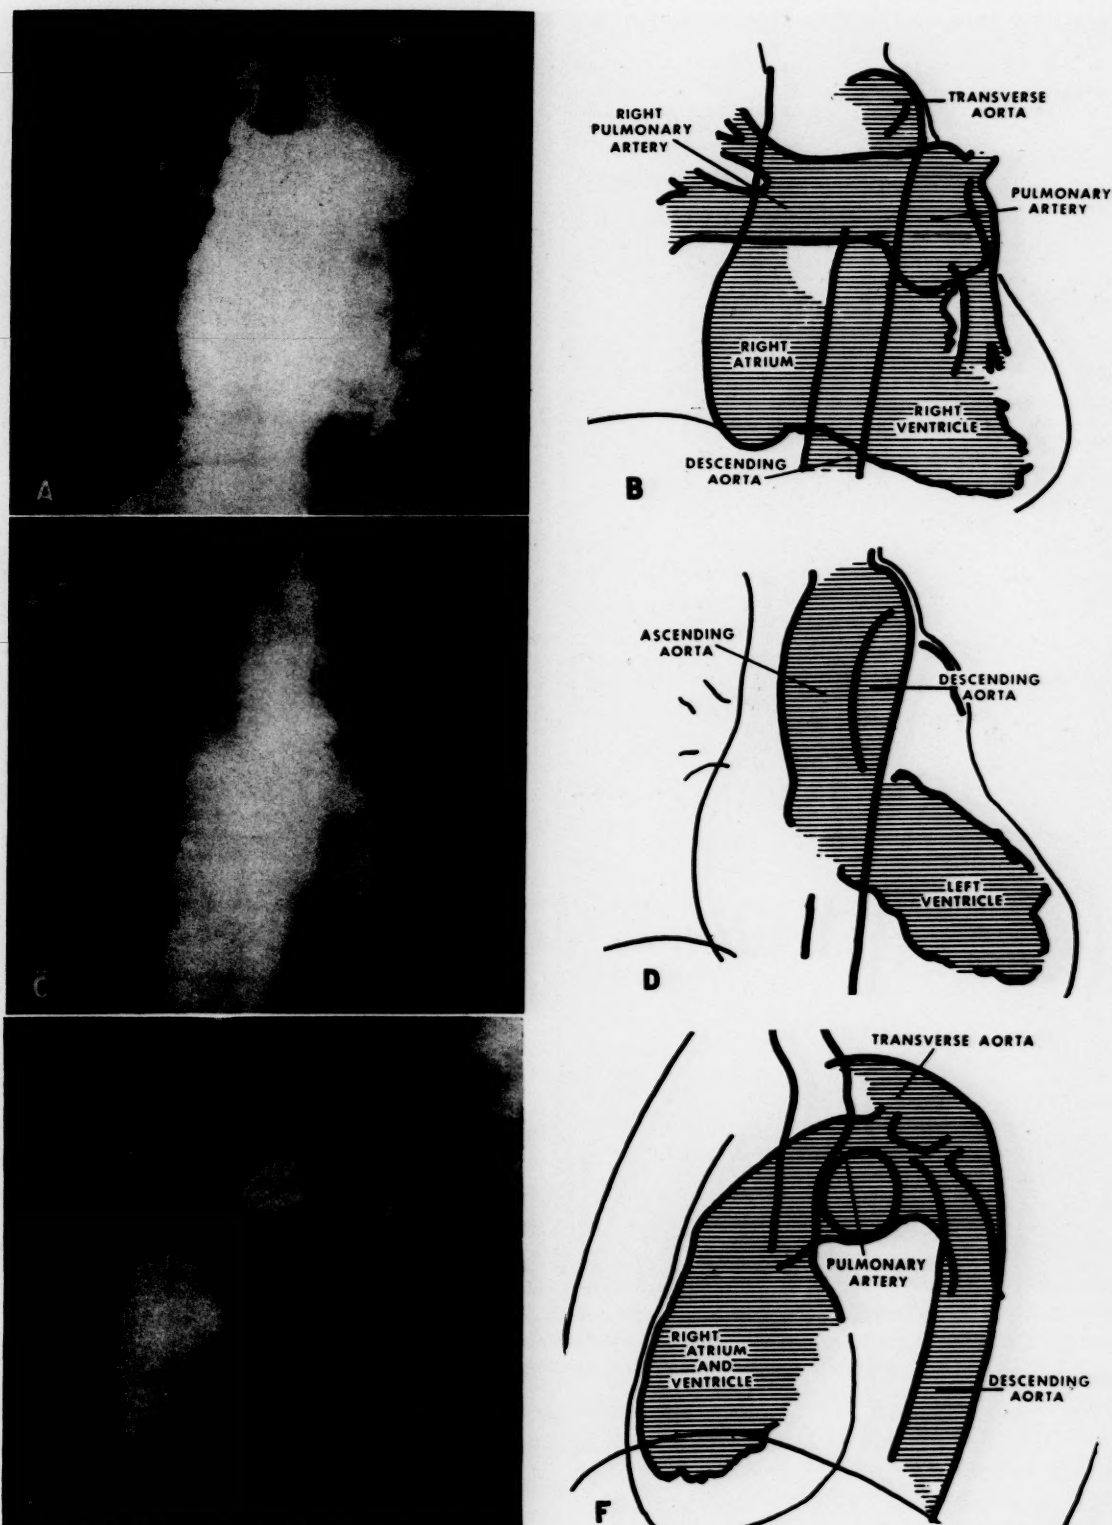 A
TRANSVERSE
AORTA
RIGHT
PULMONARY
ARTERY
PULMONARY
ARTERY
RIGHT
ATRIUM
RIGHT
VENTRICLE
DESCENDING
AORTA
B
C
ASCENDING
AORTA
DESCENDING
AORTA
LEFT
VENTRICLE
D
TRANSVERSE AORTA
PULMONARY
ARTERY
RIGHT
ATRIUM
AND
VENTRICLE
DESCENDING
AORTA
F